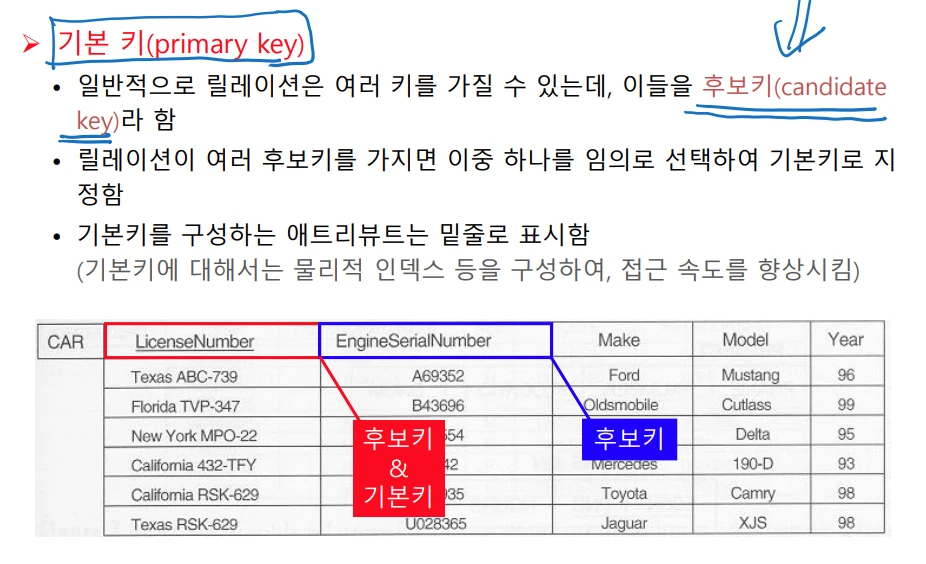 기본 키(primary key)
• 일반적으로 릴레이션은 여러 키를 가질 수 있는데, 이들을 후보키(candidate
key)라 함
• 릴레이션이 여러 후보키를 가지면 이중 하나를 임의로 선택하여 기본키로 지
정함
• 기본키를 구성하는 애트리뷰트는 밑줄로 표시함
(기본키에 대해서는 물리적 인덱스 등을 구성하여, 접근 속도를 향상시킴)
CAR LicenseNumber EngineSerialNumber Make Model Year
Texas ABC-739 A69352 Ford Mustang 96
Florida TVP-347 B43696 Oldsmobile Cutlass 99
New York MPO-22 554 Delta 95
California 432-TFY 42 Mercedes 190-D 93
California RSK-629 935 Toyota Camry 98
Texas RSK-629 U028365 Jaguar XJS 98
후보키
&
기본키
후보키